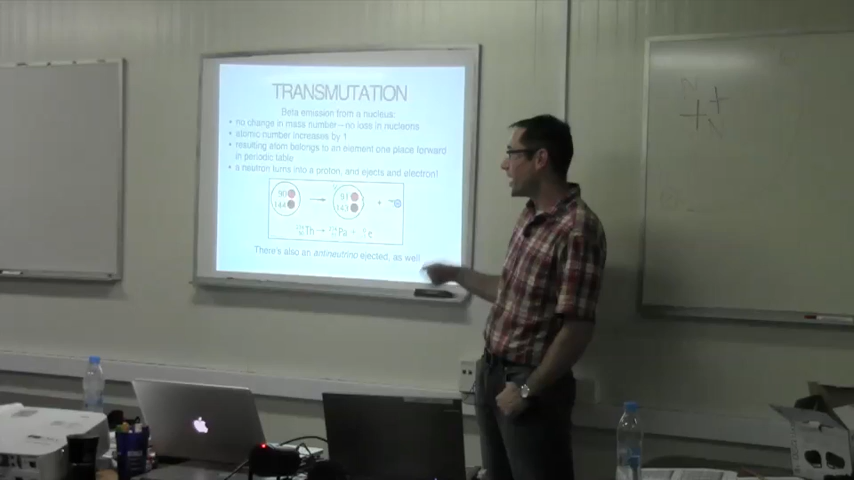 TRANSMUTATION
Beta emission from a nucleus:
• no change in mass number – no loss in nucleons
• atomic number increases by 1
• resulting atom belongs to an element one place forward
in periodic table
• a neutron turns into a proton, and ejects and electron!
90 91
144 → 143 +
Th → Pa + e
There's also an antineutrino ejected, as well
N
N